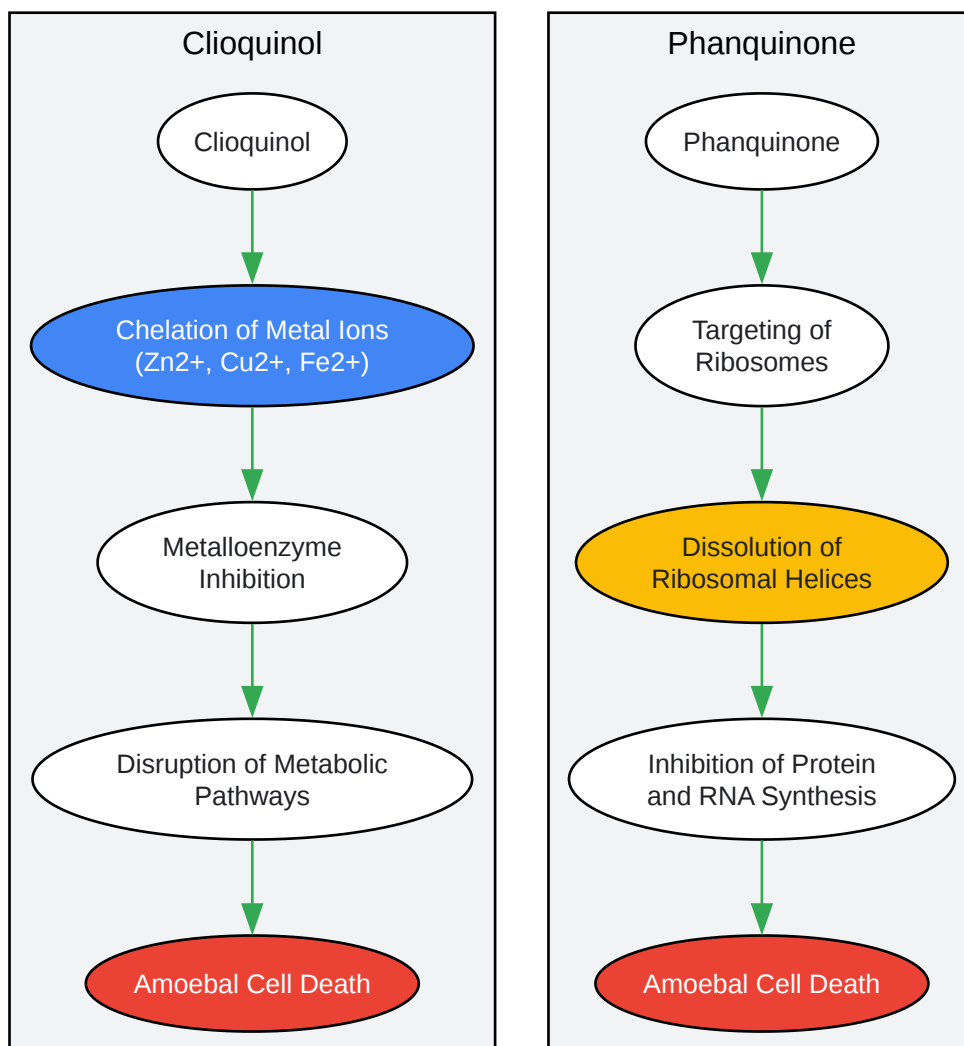 Clioquinol
Clioquinol
Chelation of Metal Ions
(Zn2+, Cu2+, Fe2+)
Metalloenzyme
Inhibition
Disruption of Metabolic
Pathways
Amoebal Cell Death
Phanquinone
Phanquinone
Targeting of
Ribosomes
Dissolution of
Ribosomal Helices
Inhibition of Protein
and RNA Synthesis
Amoebal Cell Death